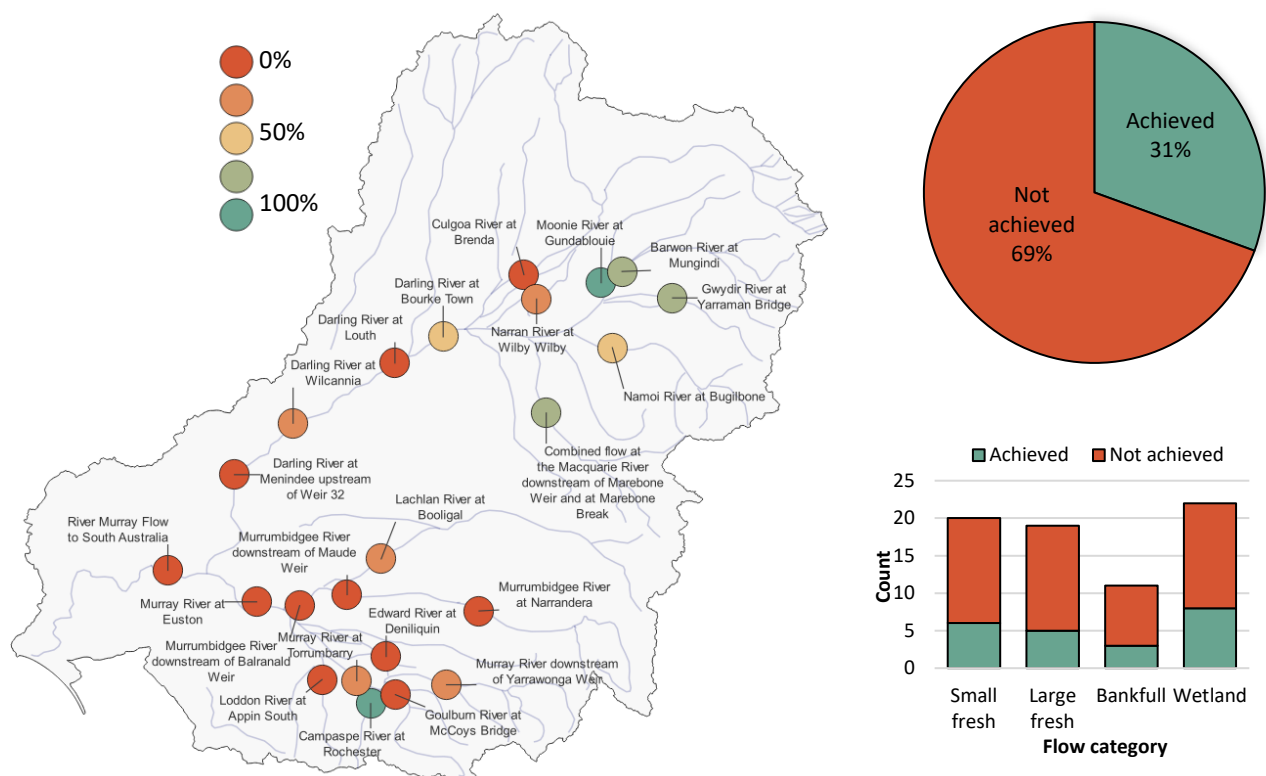 0%
50%
100%
Culgoa River at
Brenda
Moonie River at
Gundablouie
Barwon River at
Mungindi
Darling River at
Bourke Town
Gwydir River at
Yarraman Bridge
Darling River at
Louth
Narran River at
Wilby Wilby
Darling River at
Wilcannia
Namoi River at Bugilbone
Combined flow at
the Macquarie River
downstream of Marebone
Weir and at Marebone
Break
Darling River at
Menindee upstream
of Weir 32
Lachlan River at
Booligal
River Murray Flow
to South Australia
Murrumbidgee River
downstream of Maude
Weir
Murrumbidgee River
at Narrandera
Murray River at
Euston
Edward River at
Deniliquin
Murrumbidgee River
downstream of Balranald
Weir
Murray River at
Torrumbarry
Murray River downstream
of Yarrawonga Weir
Loddon River at
Appin South
Goulburn River at
McCoys Bridge
Campaspe River at
Rochester
Achieved
31%
Not
achieved
69%
Achieved
Not achieved
25
20
15
10
5
0
Count
Small
fresh
Large
fresh
Bankfull
Wetland
Flow category